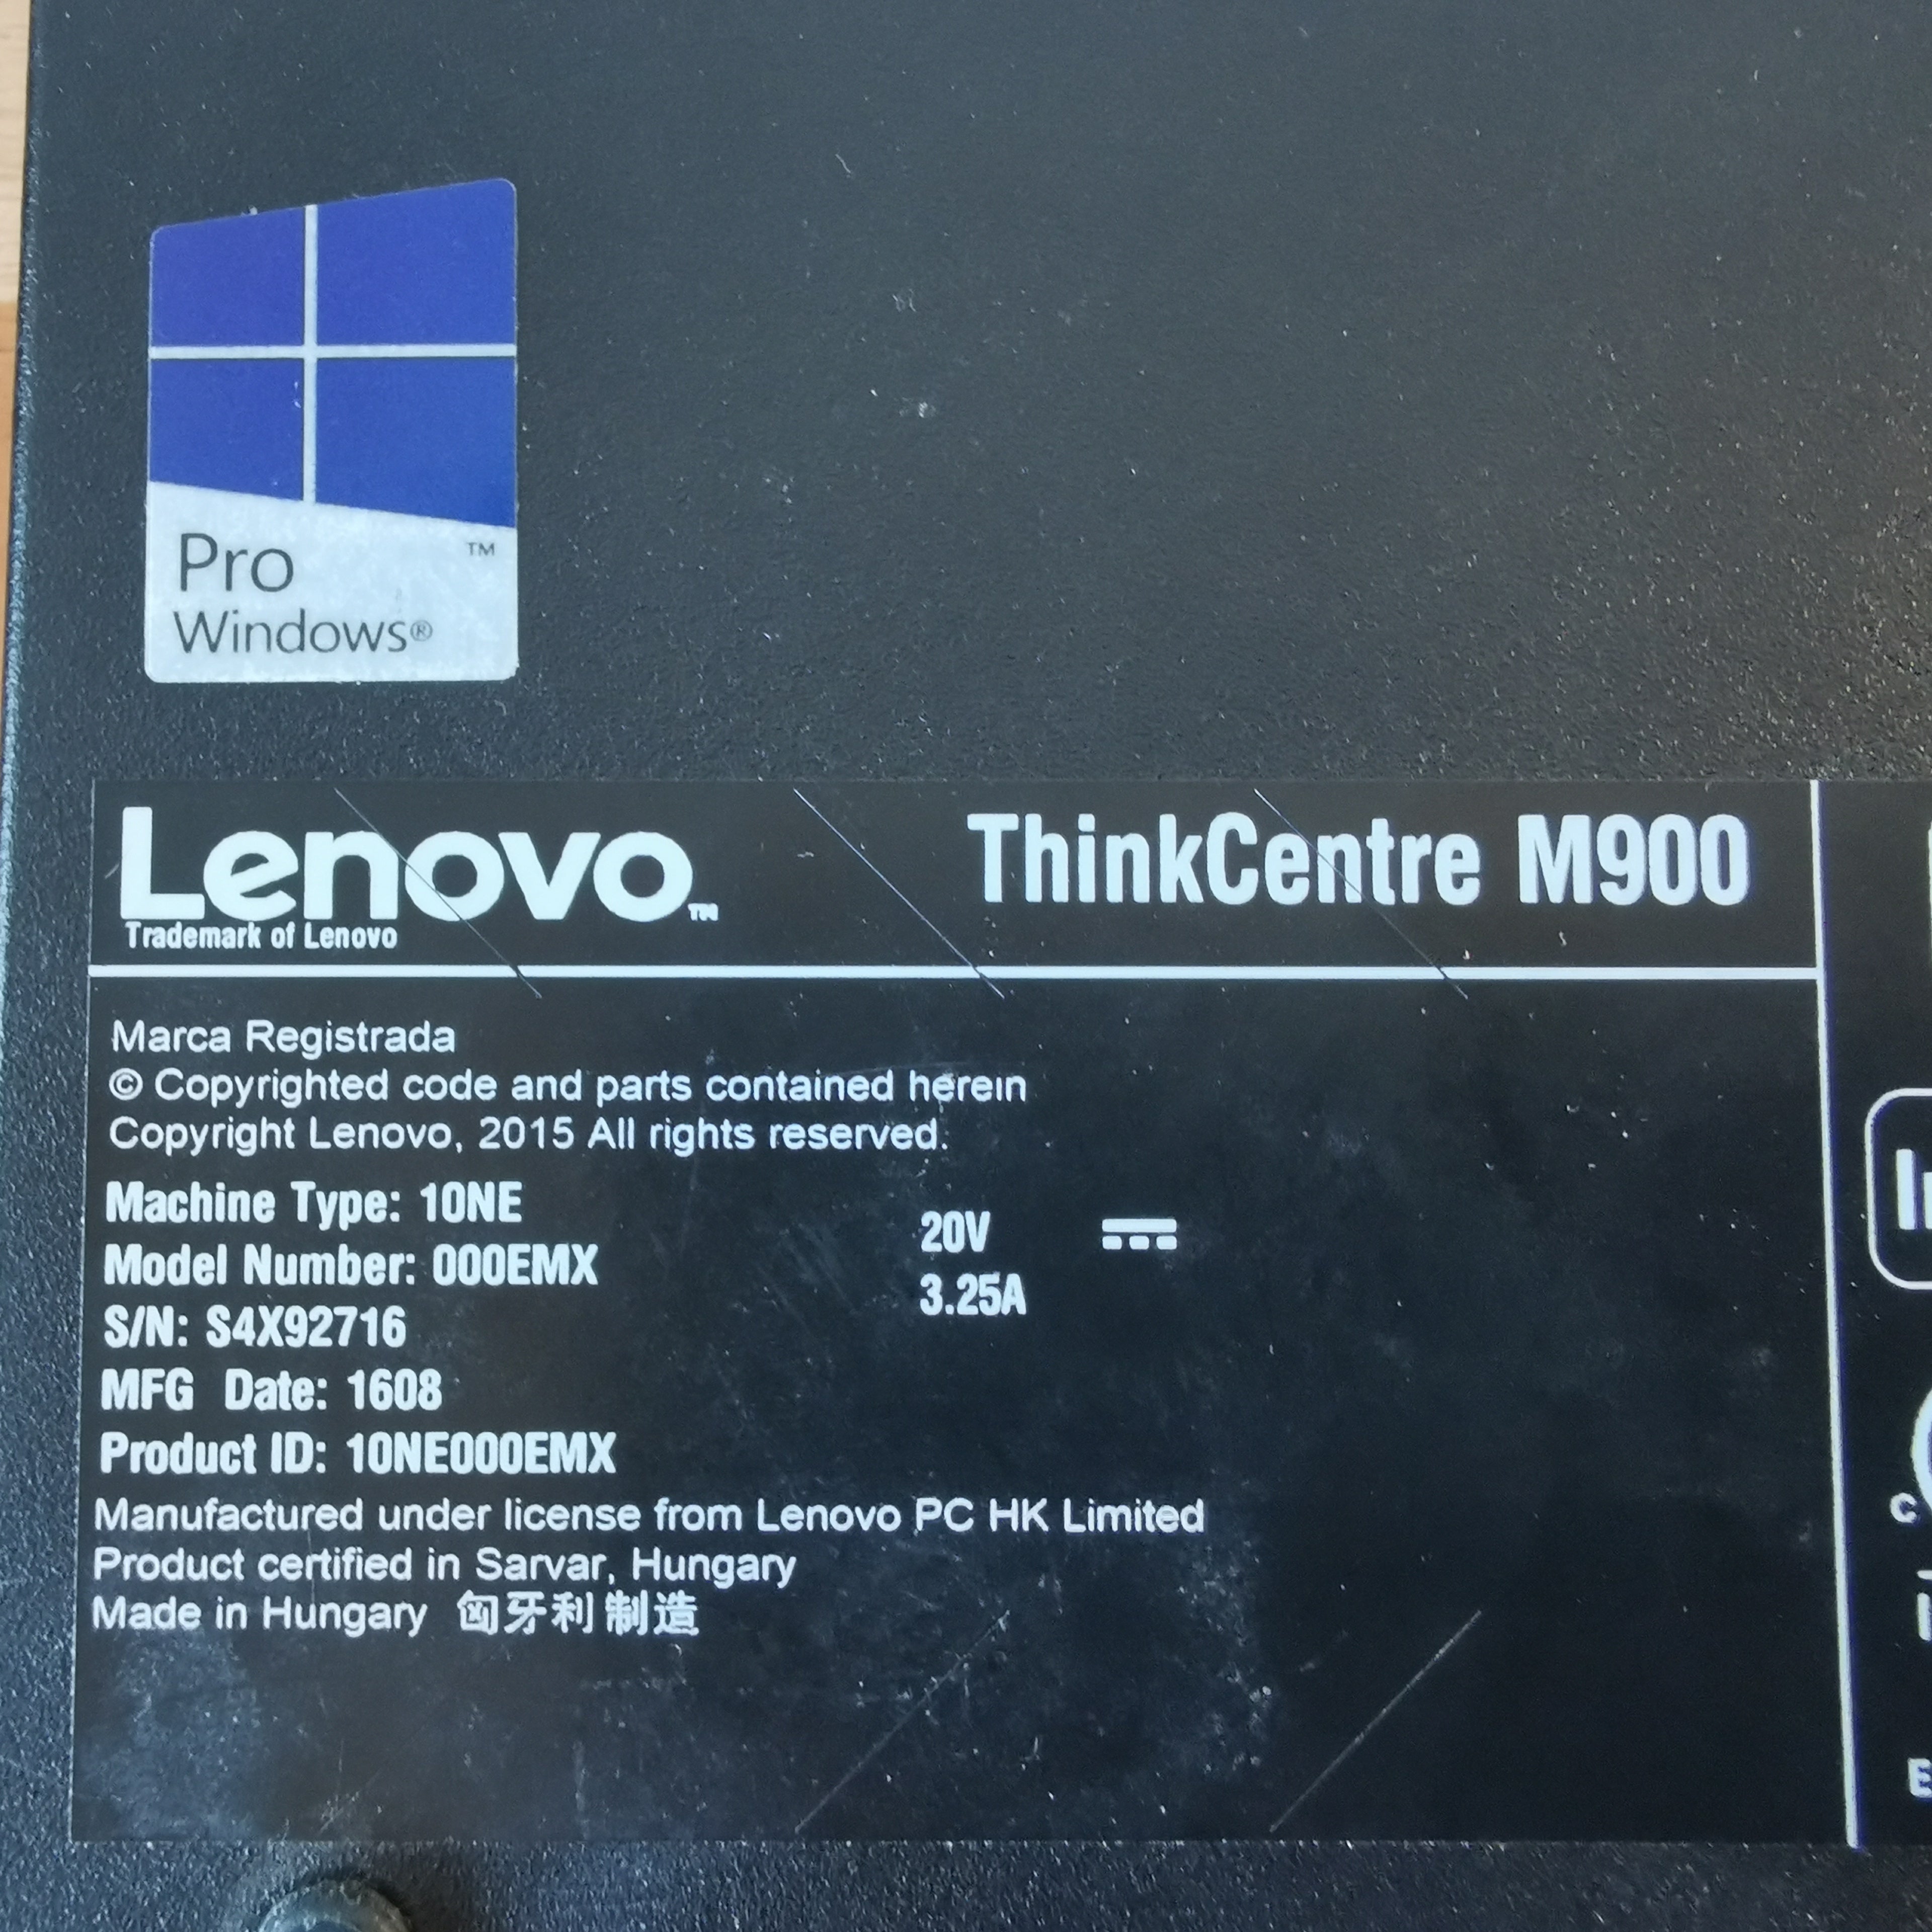 Pro
™
Windows®
Lenovo™
Trademark of Lenovo
ThinkCentre M900
Marca Registrada
© Copyrighted code and parts contained herein
Copyright Lenovo, 2015 All rights reserved.
Machine Type: 10NE
Model Number: 000EMX
S/N: S4X92716
MFG Date: 1608
Product ID: 10NE000EMX
20V
3.25A
Manufactured under license from Lenovo PC HK Limited
Product certified in Sarvar, Hungary
Made in Hungary 匈牙利制造